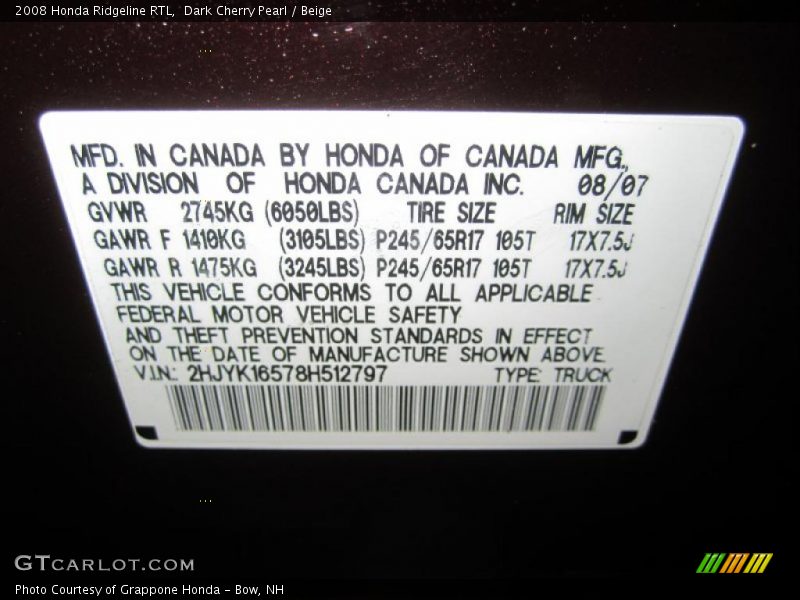 2008 Honda Ridgeline RTL,  Dark Cherry Pearl / Beige
MFD. IN CANADA BY HONDA OF CANADA MFG.,
A DIVISION OF HONDA CANADA INC. 08/07
GVWR 2745KG (6050LBS) TIRE SIZE RIM SIZE
GAWR F 1410KG (3105LBS) P245/65R17 105T 17X7.5J
GAWR R 1475KG (3245LBS) P245/65R17 105T 17X7.5J
THIS VEHICLE CONFORMS TO ALL APPLICABLE
FEDERAL MOTOR VEHICLE SAFETY
AND THEFT PREVENTION STANDARDS IN EFFECT
ON THE DATE OF MANUFACTURE SHOWN ABOVE.
V.I.N.: 2HJYK16578H512797 TYPE: TRUCK
GTCARLOT.COM
Photo Courtesy of Grappone Honda - Bow, NH